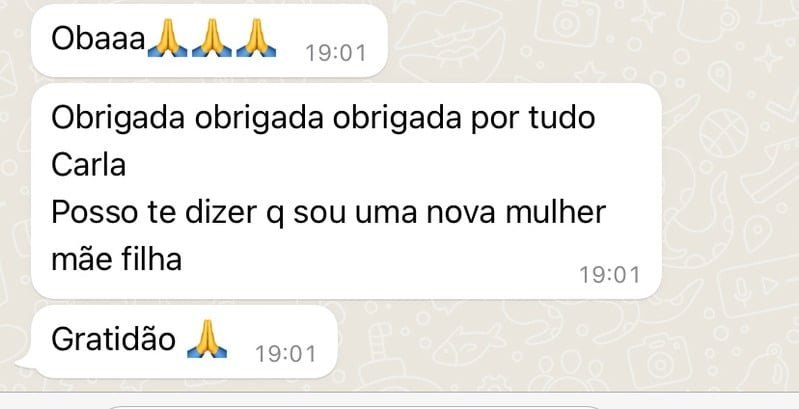 Obaaa🙏🙏🙏 19:01
Obrigada obrigada obrigada por tudo
Carla
Posso te dizer q sou uma nova mulher
mãe filha 19:01
Gratidão 🙏 19:01